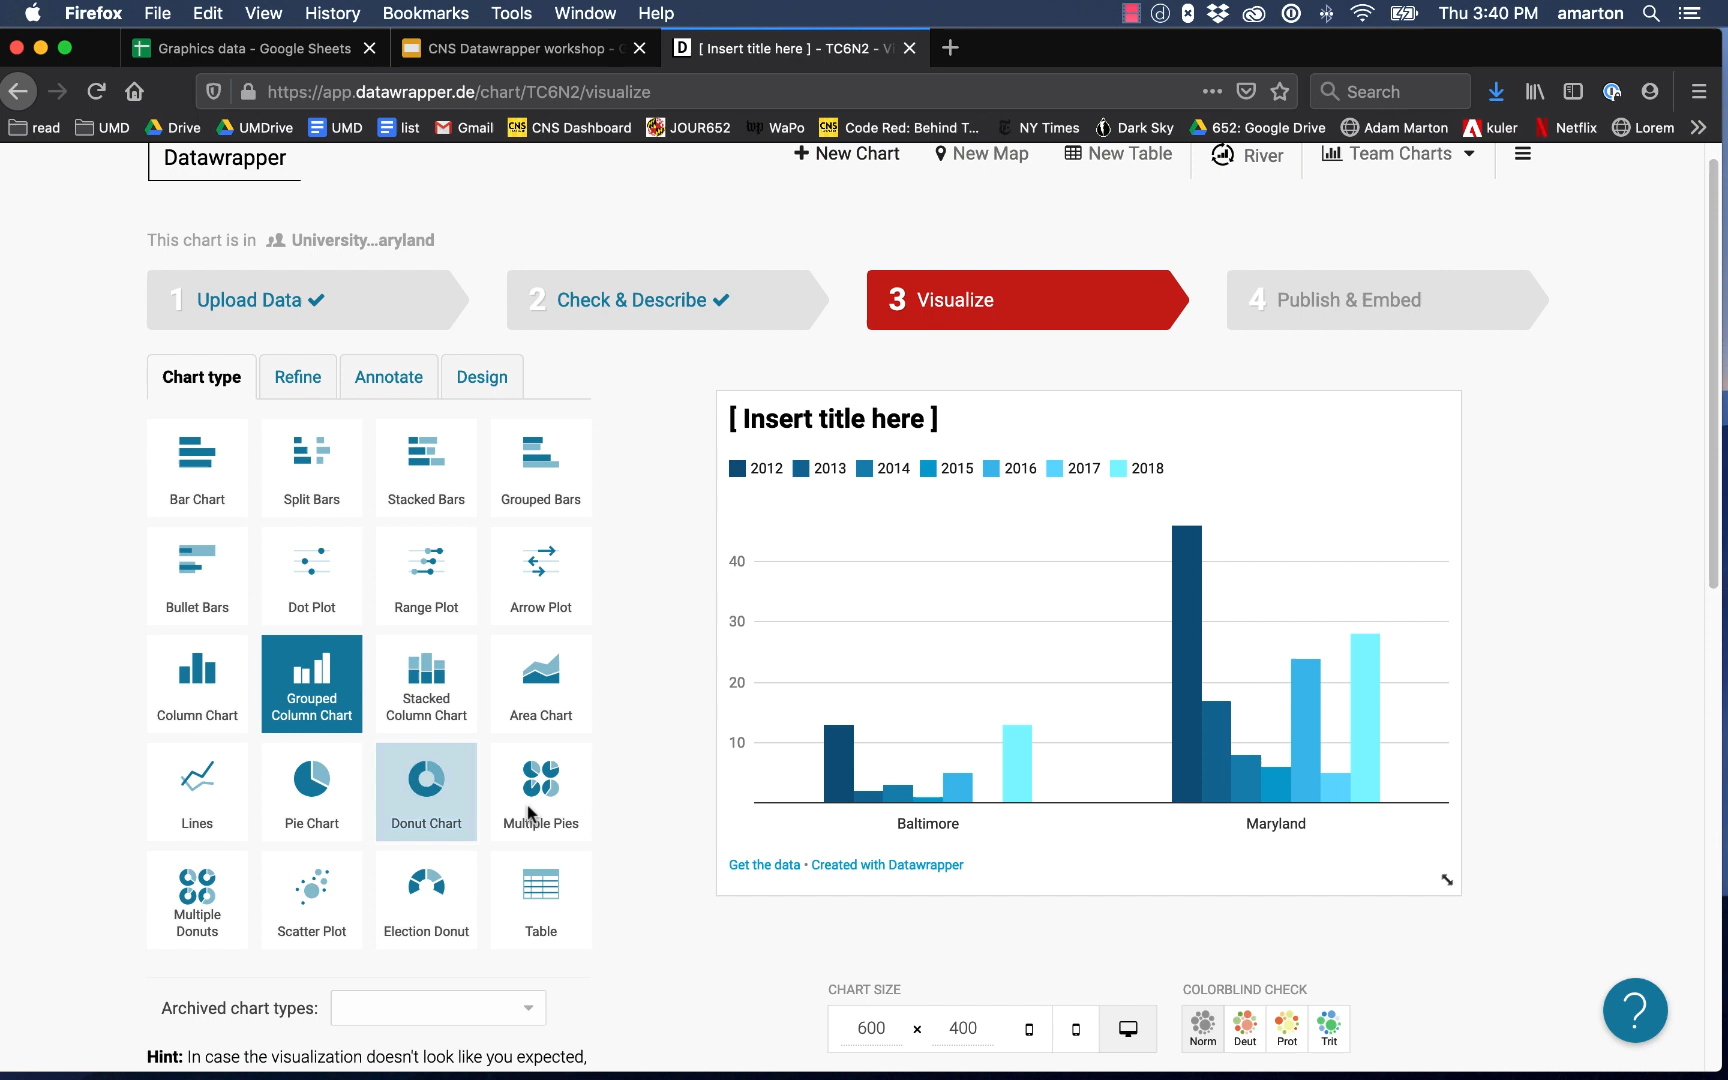 Firefox File Edit View History Bookmarks Tools Window Help Thu 3:40 PM amarton
Graphics data - Google Sheets CNS Datawrapper workshop - D [ Insert title here ] - TC6N2 - Vi
https://app.datawrapper.de/chart/TC6N2/visualize Search
read UMD Drive UMDrive UMD list Gmail CNS Dashboard JOUR652 WaPo Code Red: Behind T... NY Times Dark Sky 652: Google Drive Adam Marton kuler Netflix Lorem
Datawrapper New Chart New Map New Table River Team Charts
This chart is in University...aryland
1 Upload Data 2 Check & Describe 3 Visualize 4 Publish & Embed
Chart type Refine Annotate Design
Bar Chart Split Bars Stacked Bars Grouped Bars
Bullet Bars Dot Plot Range Plot Arrow Plot
Column Chart Grouped Column Chart Stacked Column Chart Area Chart
Lines Pie Chart Donut Chart Multiple Pies
Multiple Donuts Scatter Plot Election Donut Table
Archived chart types:
Hint: In case the visualization doesn't look like you expected,
[ Insert title here ]
2012 2013 2014 2015 2016 2017 2018
40
30
20
10
Baltimore Maryland
Get the data • Created with Datawrapper
CHART SIZE COLORBLIND CHECK
600 × 400
Norm Deut Prot Trit
?